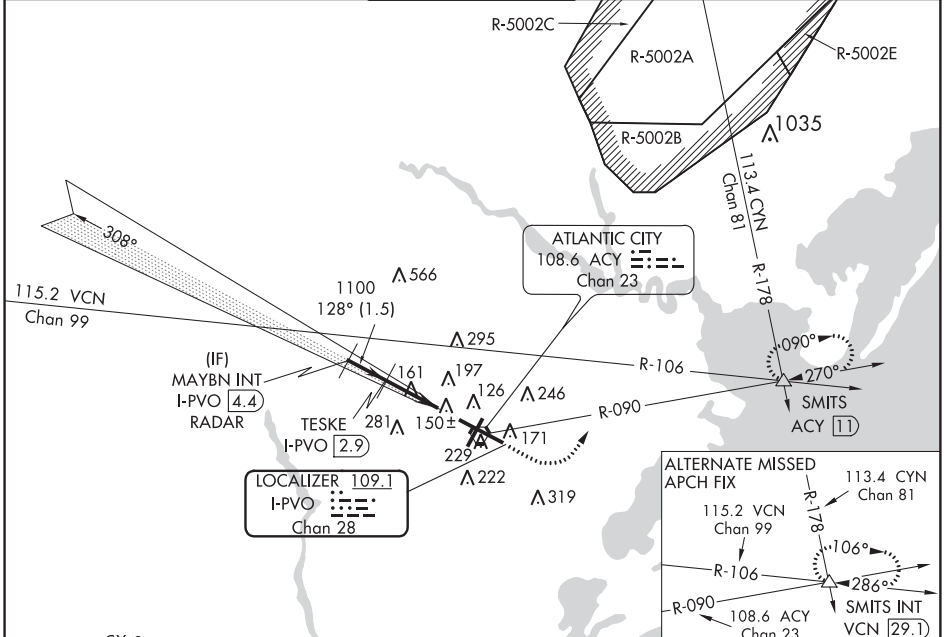 R-5002C
R-5002A
R-5002E
R-5002B
1035
113.4 CYN
Chan 81
R-178
308°
ATLANTIC CITY
108.6 ACY
Chan 23
566
1100
128° (1.5)
115.2 VCN
Chan 99
295
090°
(IF)
MAYBN INT
I-PVO 4.4
RADAR
161
197
R-106
270°
126
246
SMITS
ACY 11
TESKE
I-PVO 2.9
281
150±
R-090
171
229
LOCALIZER 109.1
I-PVO
Chan 28
222
319
ALTERNATE MISSED
APCH FIX
113.4 CYN
Chan 81
R-178
115.2 VCN
Chan 99
106°
R-106
286°
R-090
SMITS INT
VCN 29.1
108.6 ACY
Chan 23